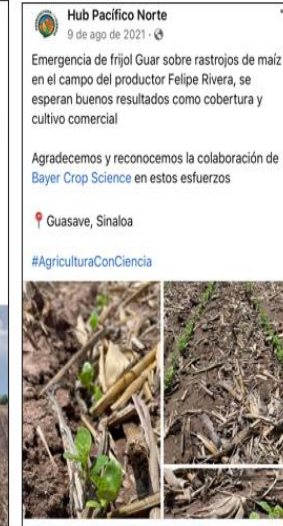 Hub Pacífico Norte
9 de ago de 2021 ·
Emergencia de frijol Guar sobre rastrojos de maíz
en el campo del productor Felipe Rivera, se
esperan buenos resultados como cobertura y
cultivo comercial
Agradecemos y reconocemos la colaboración de
Bayer Crop Science en estos esfuerzos
📍 Guasave, Sinaloa
#AgriculturaConCiencia